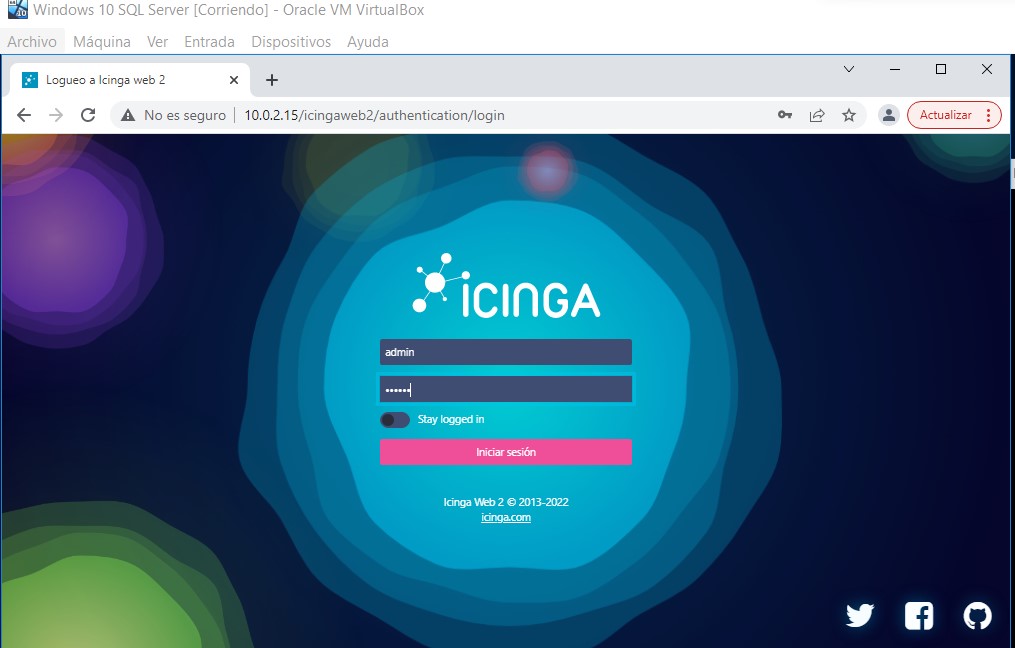 Windows 10 SQL Server [Corriendo] - Oracle VM VirtualBox
Archivo Máquina Ver Entrada Dispositivos Ayuda
Logueo a Icinga web 2
No es seguro 10.0.2.15/icingaweb2/authentication/login Actualizar
ICINGA
admin
••••••
Stay logged in
Iniciar sesión
Icinga Web 2 © 2013-2022
icinga.com